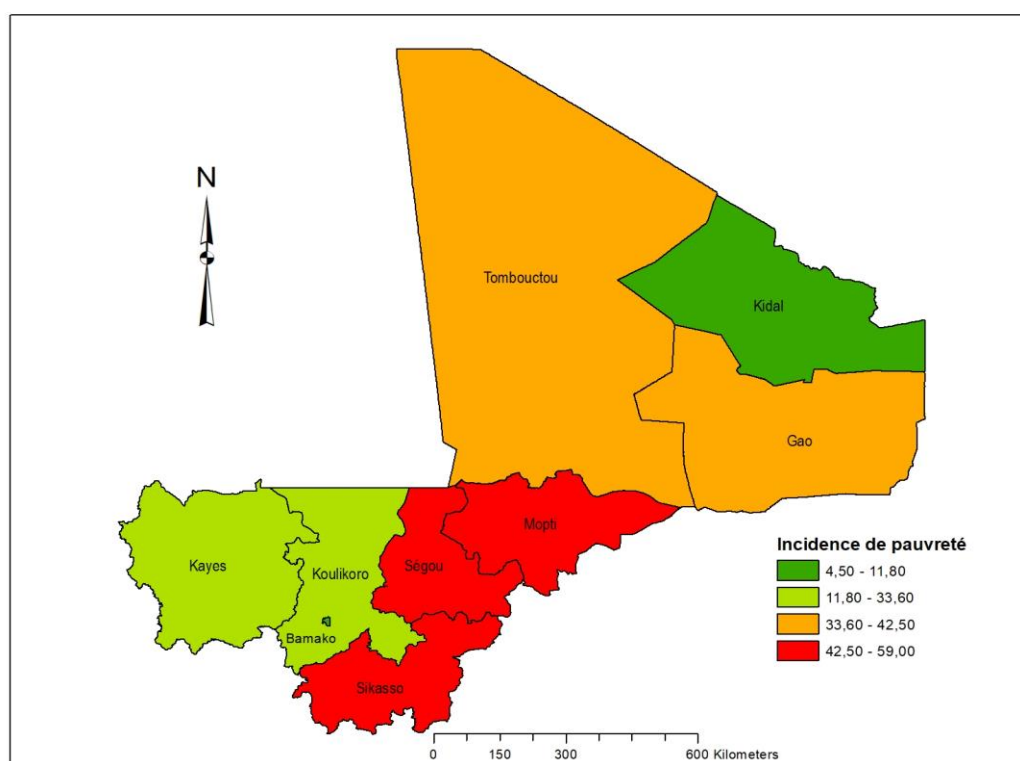 N
Tombouctou
Kidal
Gao
Mopti
Ségou
Kayes
Koulikoro
Bamako
Sikasso
Incidence de pauvreté
4,50 - 11,80
11,80 - 33,60
33,60 - 42,50
42,50 - 59,00
0 150 300 600 Kilometers